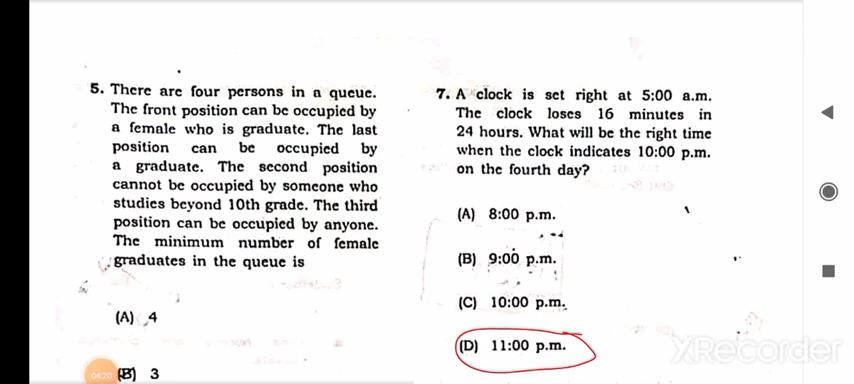 5. There are four persons in a queue.
The front position can be occupied by
a female who is graduate. The last
position can be occupied by
a graduate. The second position
cannot be occupied by someone who
studies beyond 10th grade. The third
position can be occupied by anyone.
The minimum number of female
graduates in the queue is
(A) 4
(B) 3
7. A clock is set right at 5:00 a.m.
The clock loses 16 minutes in
24 hours. What will be the right time
when the clock indicates 10:00 p.m.
on the fourth day?
(A) 8:00 p.m.
(B) 9:00 p.m.
(C) 10:00 p.m.
(D) 11:00 p.m.
06:20
XRecorder